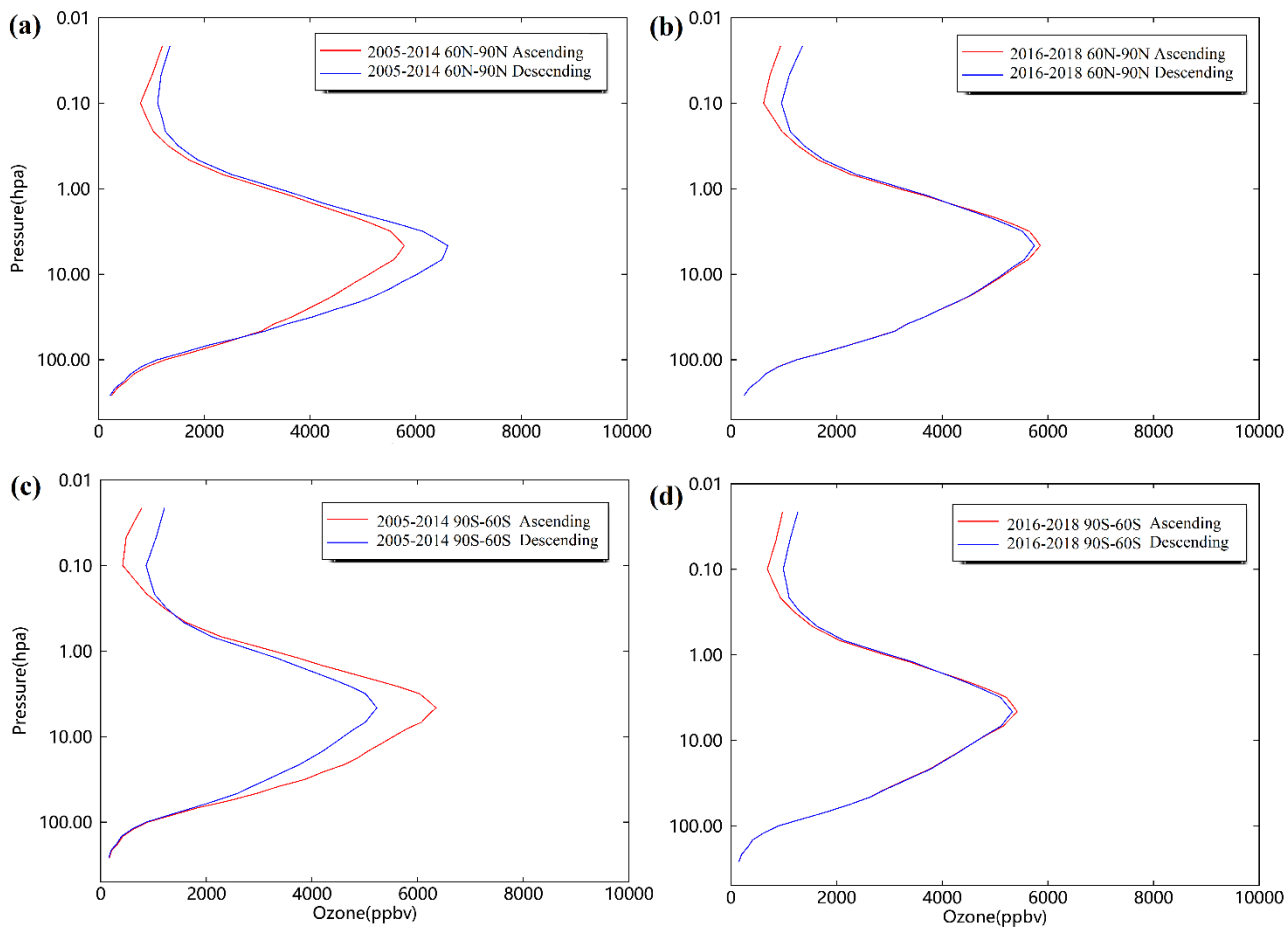 (a)
0.01
0.10
1.00
10.00
100.00
Pressure(hpa)
2005-2014 60N-90N Ascending
2005-2014 60N-90N Descending
0 2000 4000 6000 8000 10000
(b)
0.01
0.10
1.00
10.00
100.00
2016-2018 60N-90N Ascending
2016-2018 60N-90N Descending
0 2000 4000 6000 8000 10000
(c)
0.01
0.10
1.00
10.00
100.00
Pressure(hpa)
2005-2014 90S-60S Ascending
2005-2014 90S-60S Descending
0 2000 4000 6000 8000 10000
Ozone(ppbv)
(d)
0.01
0.10
1.00
10.00
100.00
2016-2018 90S-60S Ascending
2016-2018 90S-60S Descending
0 2000 4000 6000 8000 10000
Ozone(ppbv)